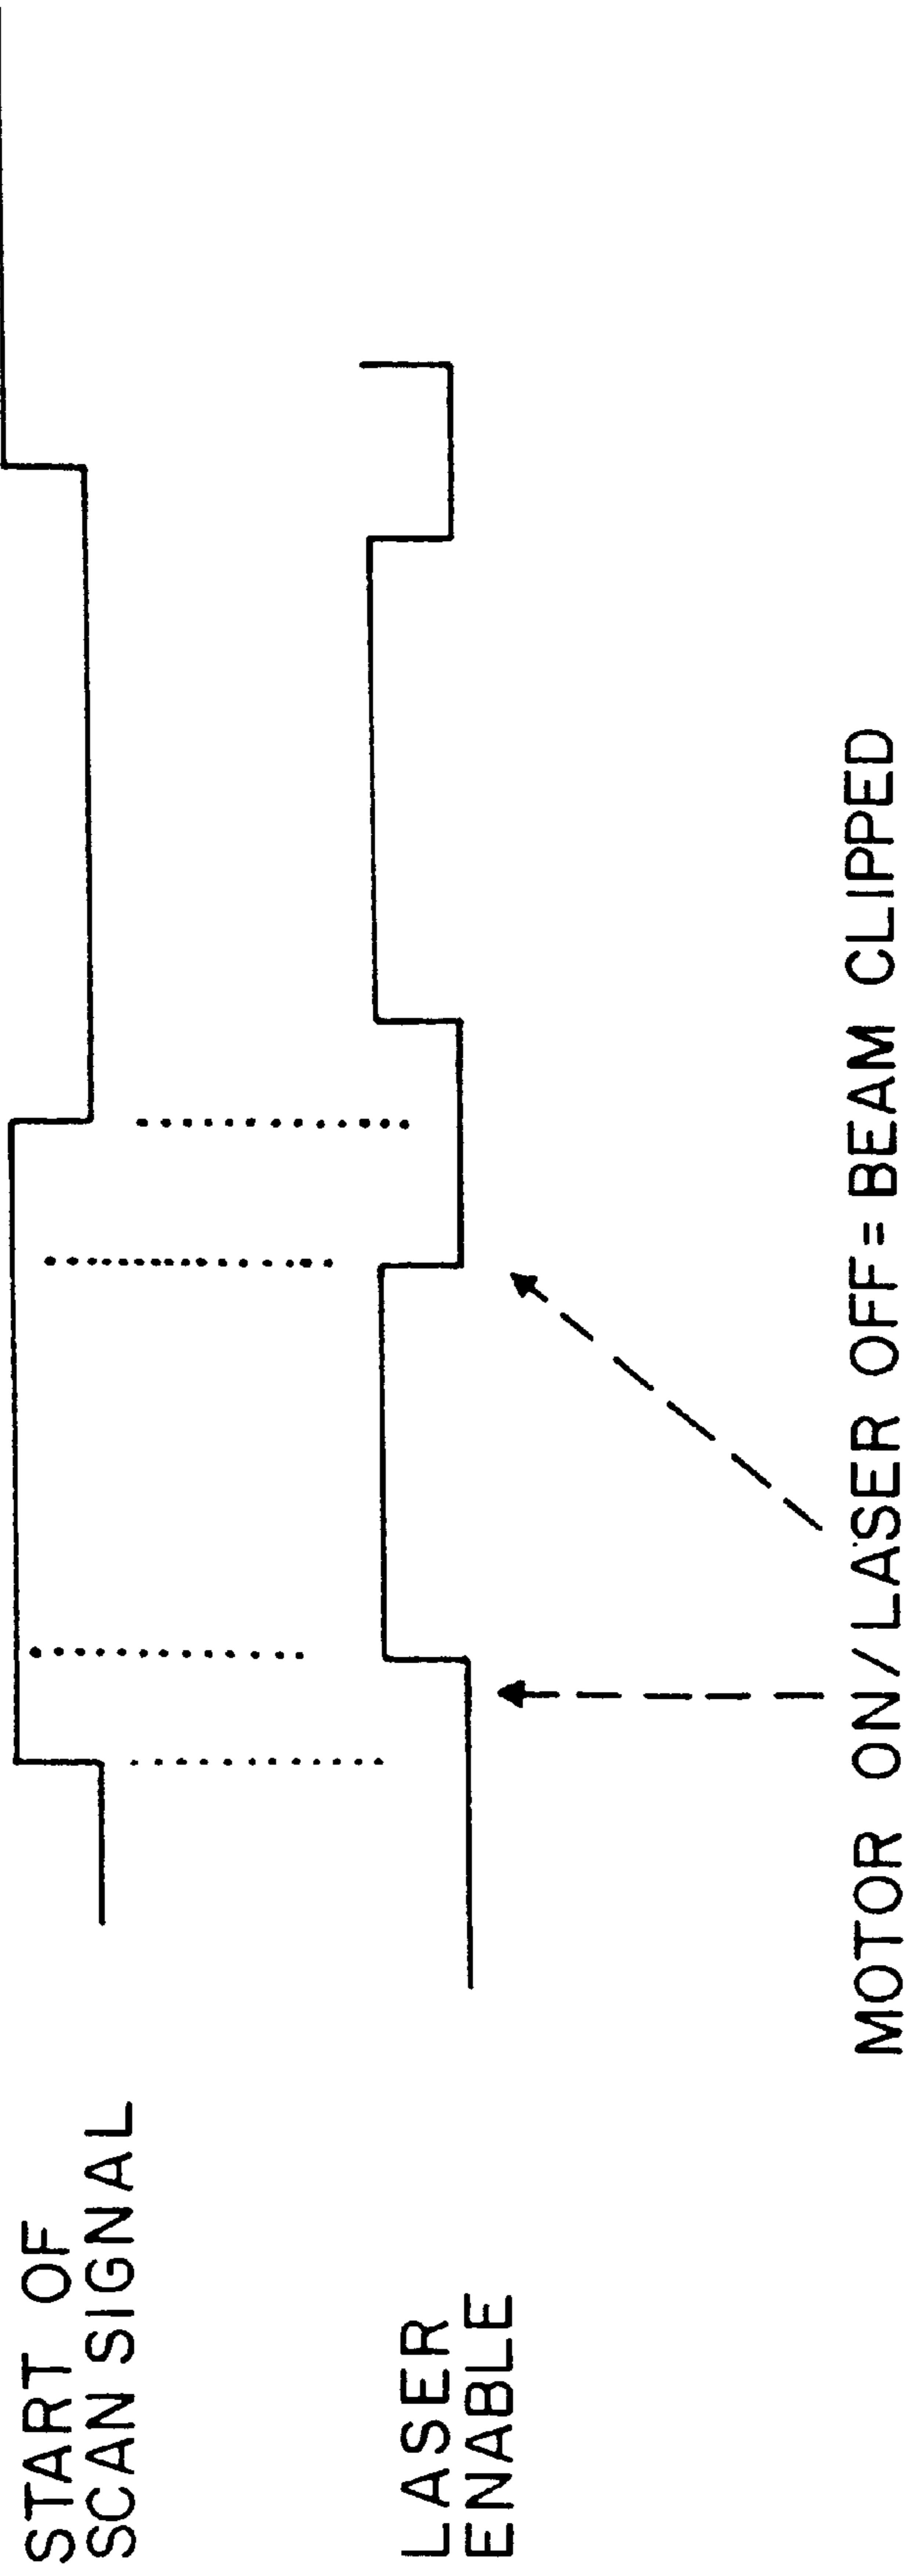 START OF
SCAN SIGNAL
LASER
ENABLE
MOTOR ON/LASER OFF=BEAM CLIPPED